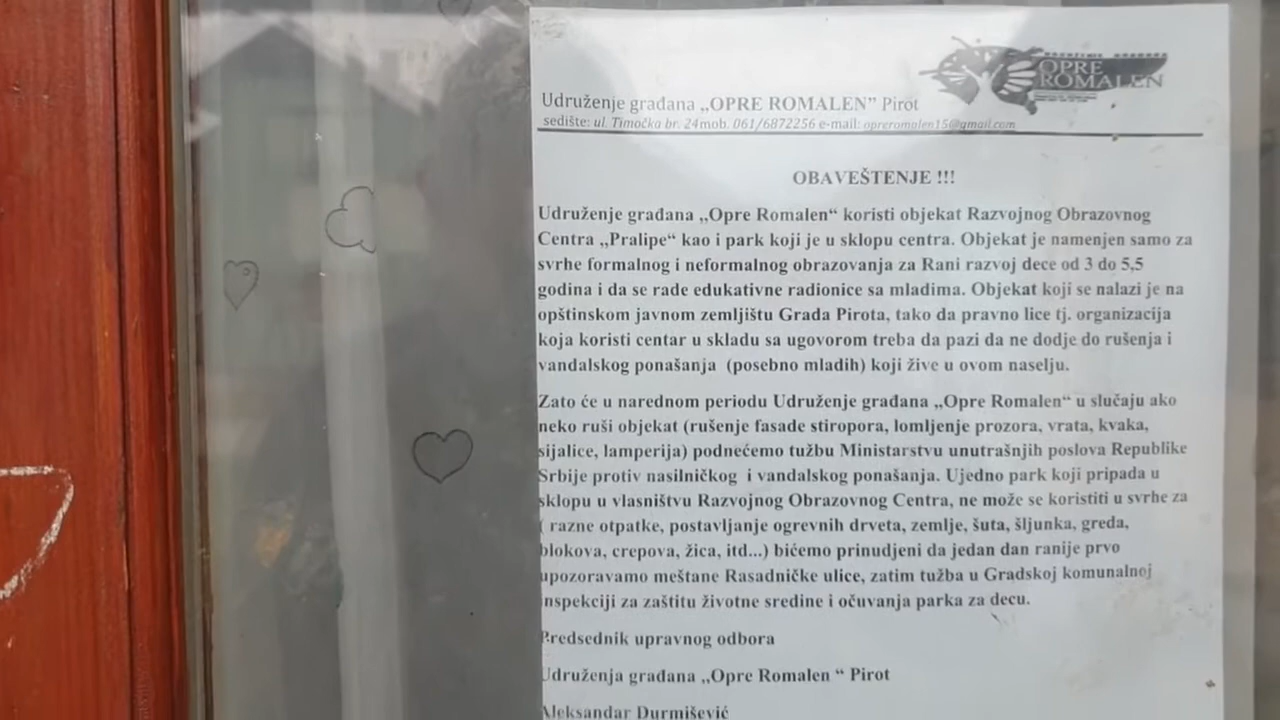 OPRE
ROMALEN
Udruženje građana „OPRE ROMALEN” Pirot
sedište: ul. Timočka br. 24mob. 061/6872256 e-mail: opreromalen15@gmail.com
OBAVEŠTENJE !!!
Udruženje građana „Opre Romalen“ koristi objekat Razvojnog Obrazovnog
Centra „Pralipe“ kao i park koji je u sklopu centra. Objekat je namenjen samo za
svrhe formalnog i neformalnog obrazovanja za Rani razvoj dece od 3 do 5,5
godina i da se rade edukativne radionice sa mladima. Objekat koji se nalazi je na
opštinskom javnom zemljištu Grada Pirota, tako da pravno lice tj. organizacija
koja koristi centar u skladu sa ugovorom treba da pazi da ne dodje do rušenja i
vandalskog ponašanja (posebno mladih) koji žive u ovom naselju.
Zato će u narednom periodu Udruženje građana „Opre Romalen“ u slučaju ako
neko ruši objekat (rušenje fasade stiropora, lomljenje prozora, vrata, kvaka,
sijalice, lamperija) podnećemo tužbu Ministarstvu unutrašnjih poslova Republike
Srbije protiv nasilničkog i vandalskog ponašanja. Ujedno park koji pripada u
sklopu u vlasništvu Razvojnog Obrazovnog Centra, ne može se koristiti u svrhe za
( razne otpatke, postavljanje ogrevnih drveta, zemlje, šuta, šljunka, greda,
blokova, crepova, žica, itd...) bićemo prinudjeni da jedan dan ranije prvo
upozoravamo meštane Rasadničke ulice, zatim tužba u Gradskoj komunalnoj
inspekciji za zaštitu životne sredine i očuvanja parka za decu.
Predsednik upravnog odbora
Udruženja građana „Opre Romalen “ Pirot
Aleksandar Durmišević